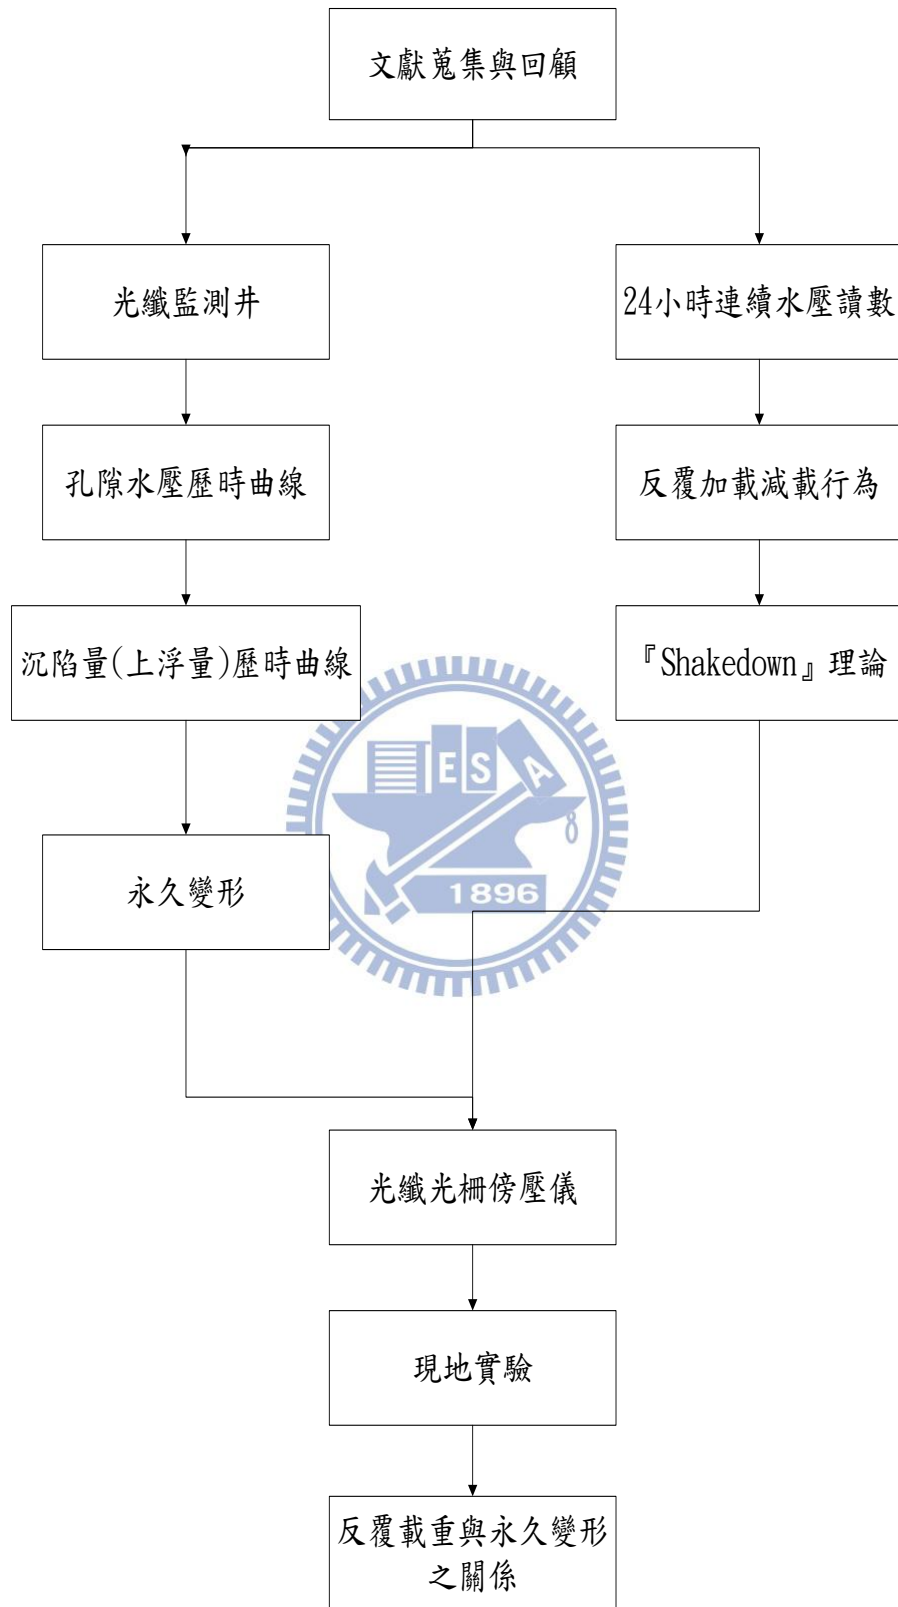 文獻蒐集與回顧
光纖監測井
24小時連續水壓讀數
孔隙水壓歷時曲線
反覆加載減載行為
沉陷量(上浮量)歷時曲線
『Shakedown』理論
E S A
永久變形
1896
光纖光柵傍壓儀
現地實驗
反覆載重與永久變形
之關係